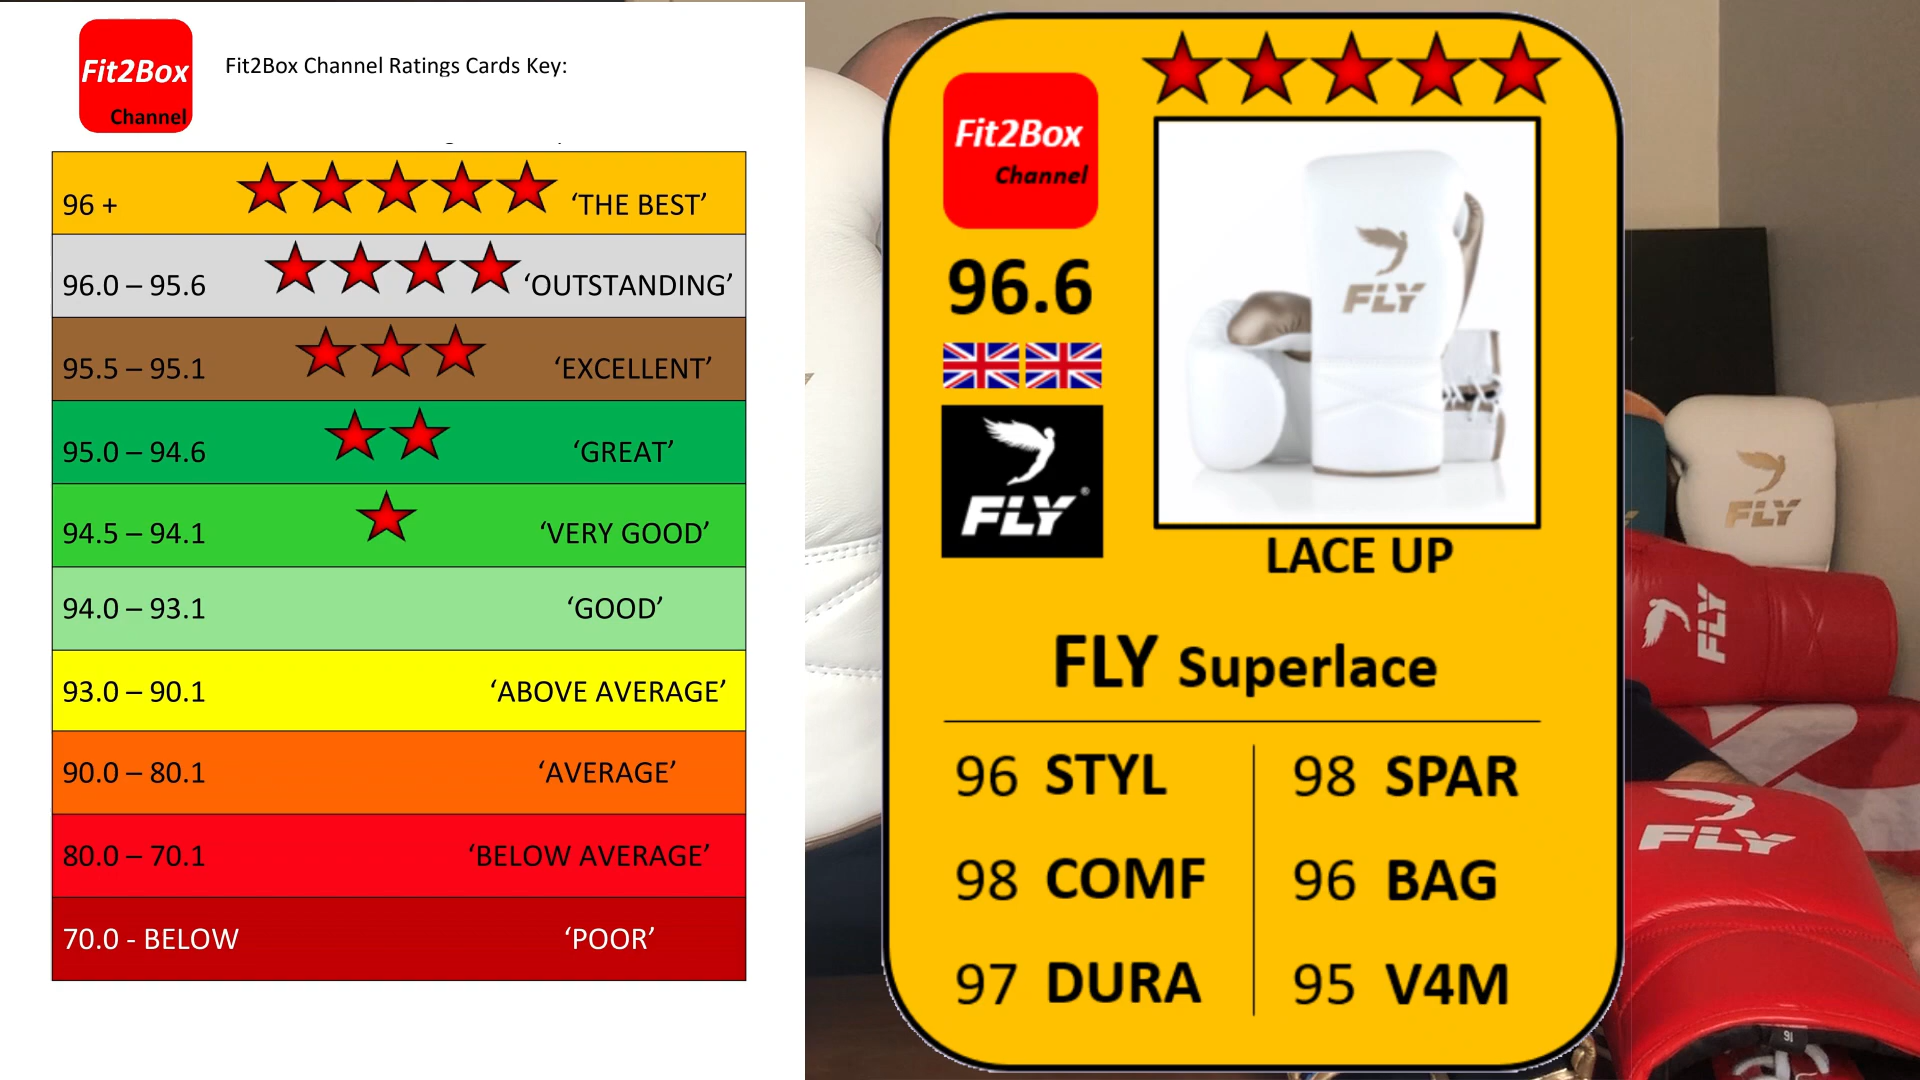 Fit2Box
Channel
Fit2Box Channel Ratings Cards Key:
96 + ‘THE BEST’
96.0 – 95.6 ‘OUTSTANDING’
95.5 – 95.1 ‘EXCELLENT’
95.0 – 94.6 ‘GREAT’
94.5 – 94.1 ‘VERY GOOD’
94.0 – 93.1 ‘GOOD’
93.0 – 90.1 ‘ABOVE AVERAGE’
90.0 – 80.1 ‘AVERAGE’
80.0 – 70.1 ‘BELOW AVERAGE’
70.0 - BELOW ‘POOR’
Fit2Box
Channel
96.6
FLY®
FLY
LACE UP
FLY Superlace
96 STYL
98 COMF
97 DURA
98 SPAR
96 BAG
95 V4M
FLY
FLY
FLY
16